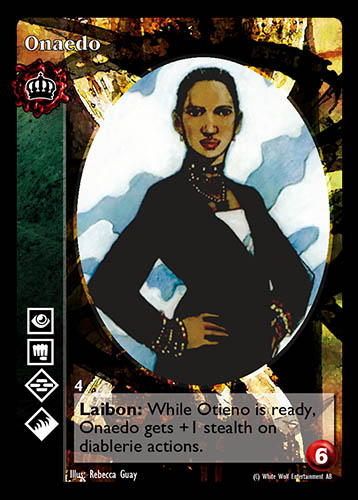 Onaedo
4
Laibon: While Otieno is ready,
Onaedo gets +1 stealth on
diablerie actions.
6
Illus: Rebecca Guay
(C) White Wolf Entertainment AB